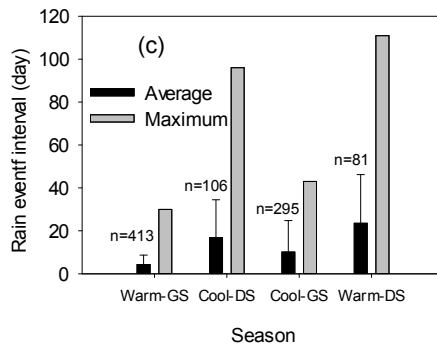 120
(c)
100
Average
80
Maximum
n=81
60
n=106
n=295
40
n=413
20
0
Rain eventf interval (day)
Warm-GS Cool-DS Cool-GS Warm-DS
Season